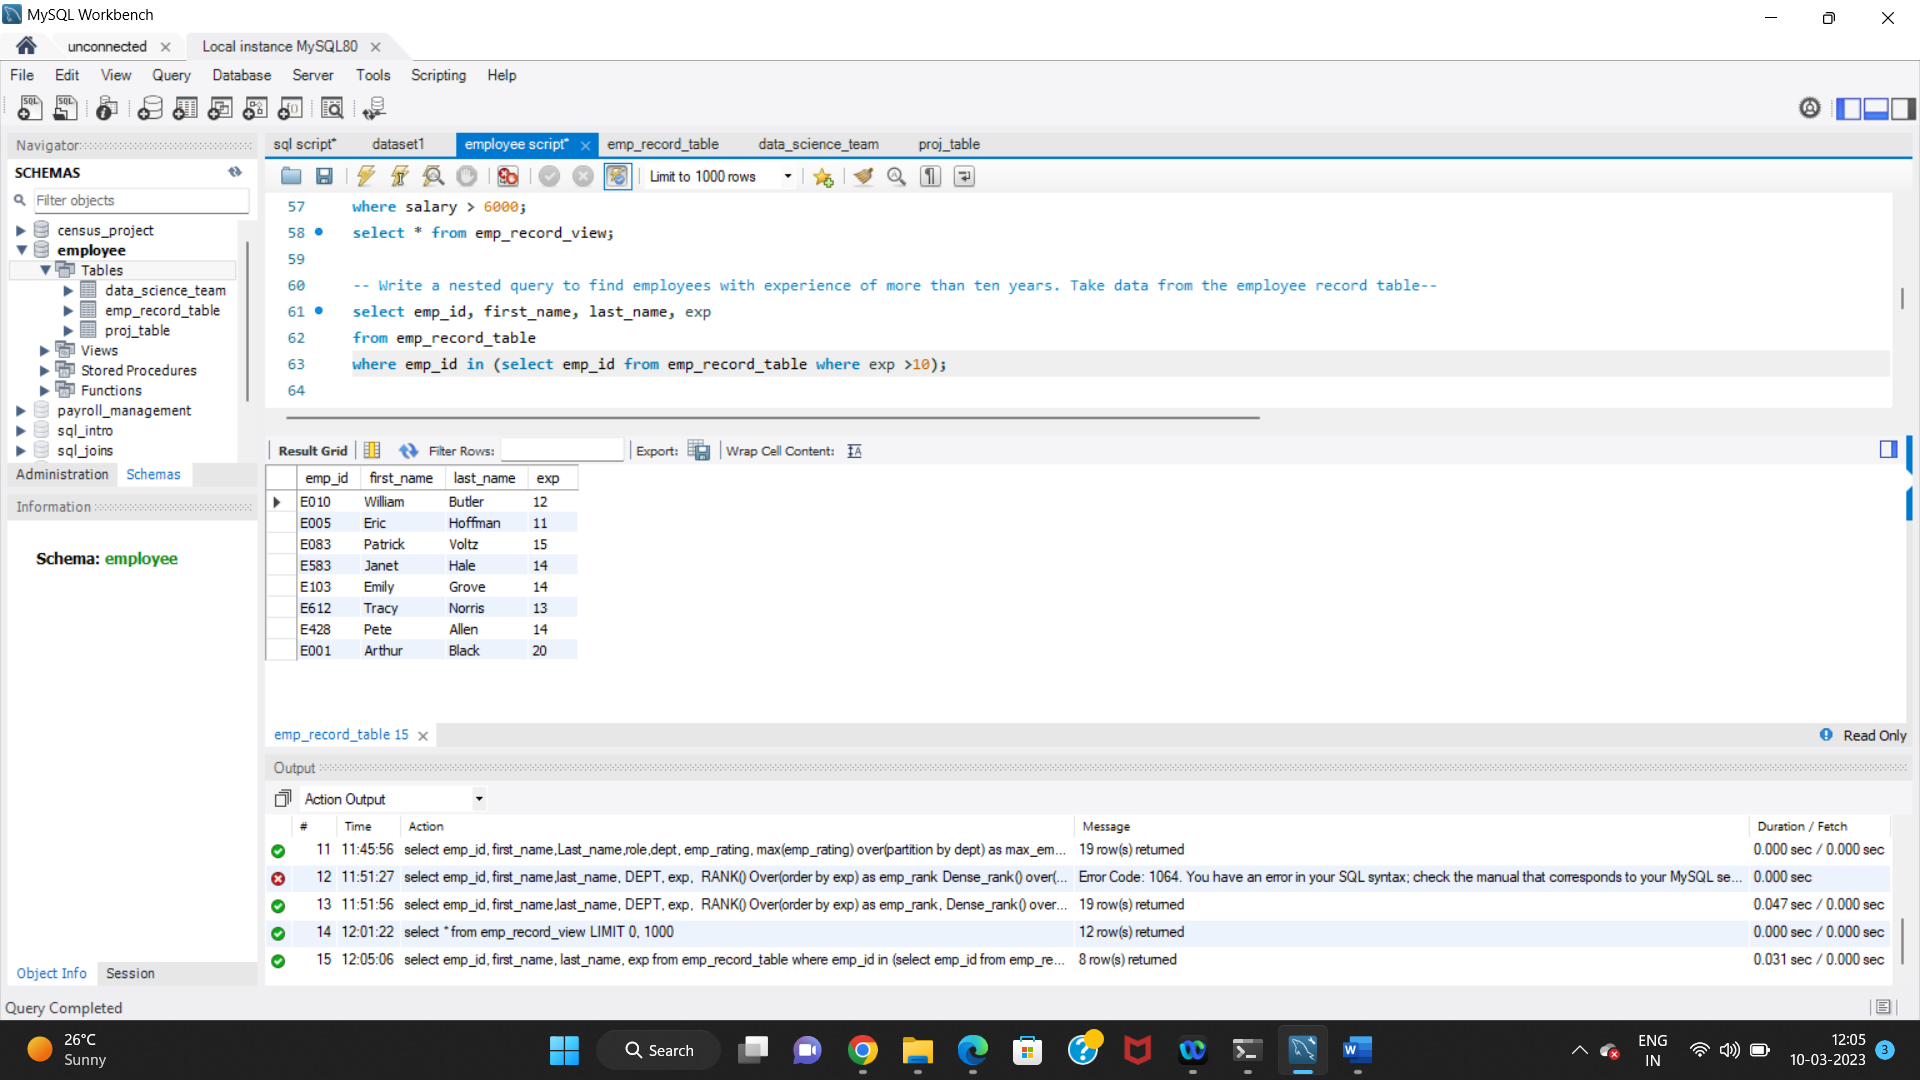 MySQL Workbench
unconnected
Local instance MySQL80
File Edit View Query Database Server Tools Scripting Help
Navigator
SCHEMAS
Filter objects
census_project
employee
Tables
data_science_team
emp_record_table
proj_table
Views
Stored Procedures
Functions
payroll_management
sql_intro
sql_joins
Administration Schemas
Information
Schema: employee
Object Info Session
sql script* dataset1 employee script* emp_record_table data_science_team proj_table
Limit to 1000 rows
57 where salary > 6000;
58 select * from emp_record_view;
59
60 -- Write a nested query to find employees with experience of more than ten years. Take data from the employee record table--
61 select emp_id, first_name, last_name, exp
62 from emp_record_table
63 where emp_id in (select emp_id from emp_record_table where exp >10);
64
Result Grid Filter Rows: Export: Wrap Cell Content:
emp_id first_name last_name exp
E010 William Butler 12
E005 Eric Hoffman 11
E083 Patrick Voltz 15
E583 Janet Hale 14
E103 Emily Grove 14
E612 Tracy Norris 13
E428 Pete Allen 14
E001 Arthur Black 20
emp_record_table 15
Read Only
Output
Action Output
# Time Action Message Duration / Fetch
11 11:45:56 select emp_id, first_name,Last_name,role,dept, emp_rating, max(emp_rating) over(partition by dept) as max_em... 19 row(s) returned 0.000 sec / 0.000 sec
12 11:51:27 select emp_id, first_name,last_name, DEPT, exp, RANK() Over(order by exp) as emp_rank Dense_rank() over(... Error Code: 1064. You have an error in your SQL syntax; check the manual that corresponds to your MySQL se... 0.000 sec
13 11:51:56 select emp_id, first_name,last_name, DEPT, exp, RANK() Over(order by exp) as emp_rank, Dense_rank() over... 19 row(s) returned 0.047 sec / 0.000 sec
14 12:01:22 select * from emp_record_view LIMIT 0, 1000 12 row(s) returned 0.000 sec / 0.000 sec
15 12:05:06 select emp_id, first_name, last_name, exp from emp_record_table where emp_id in (select emp_id from emp_re... 8 row(s) returned 0.031 sec / 0.000 sec
Query Completed
26°C
Sunny
Search
ENG
IN
12:05
10-03-2023
3